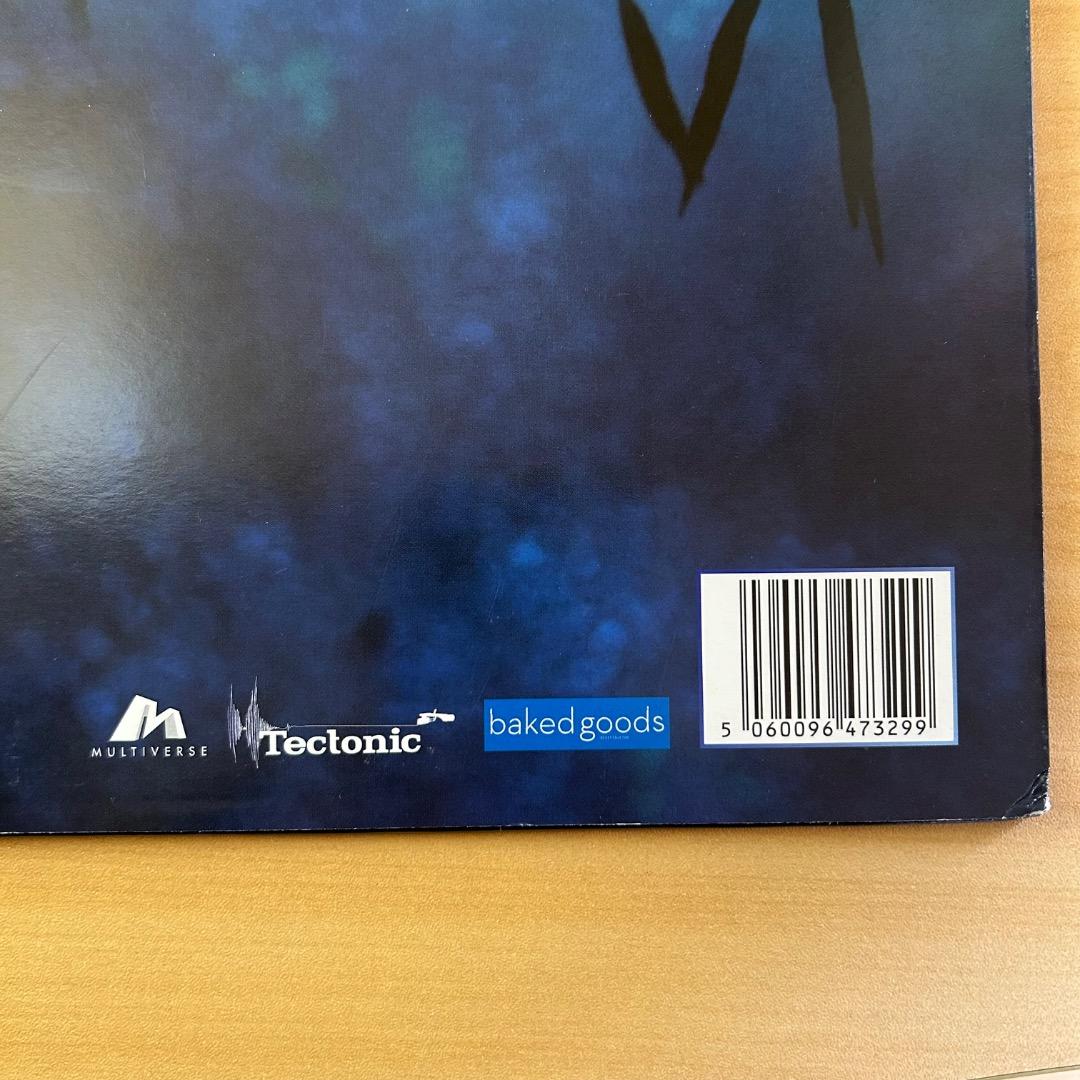 MULTIVERSE
Tectonic
baked goods
5 060096 473299